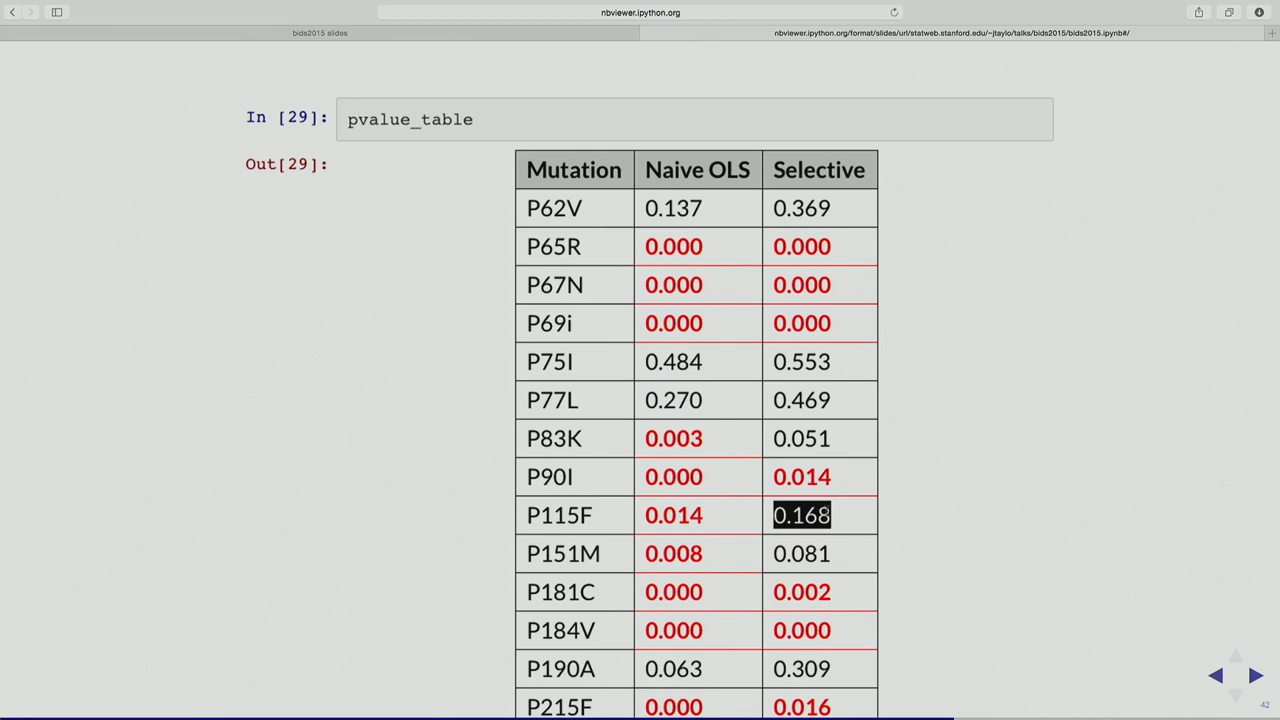 nbviewer.ipython.org
bids2015 slides
nbviewer.ipython.org/format/slides/url/statweb.stanford.edu/~jtaylo/talks/bids2015/bids2015.ipynb#/
In [29]: pvalue_table
Out[29]:
Mutation Naive OLS Selective
P62V 0.137 0.369
P65R 0.000 0.000
P67N 0.000 0.000
P69i 0.000 0.000
P75I 0.484 0.553
P77L 0.270 0.469
P83K 0.003 0.051
P90I 0.000 0.014
P115F 0.014 0.168
P151M 0.008 0.081
P181C 0.000 0.002
P184V 0.000 0.000
P190A 0.063 0.309
P215F 0.000 0.016
42